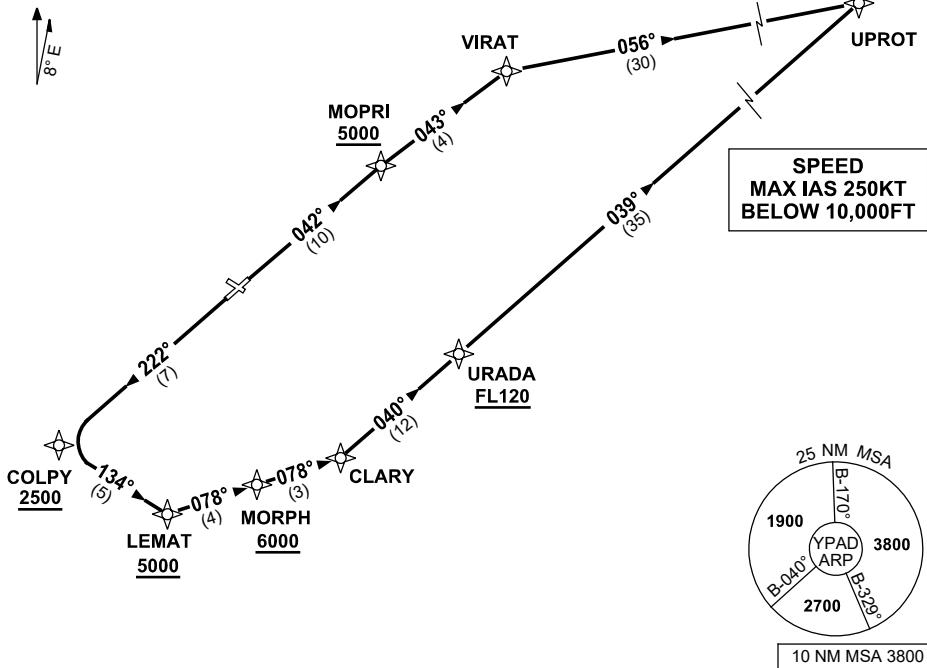 8° E
VIRAT
056°
(30)
UPROT
MOPRI
5000
043°
(4)
SPEED
MAX IAS 250KT
BELOW 10,000FT
042°
(10)
039°
(35)
222°
(7)
URADA
FL120
040°
(12)
COLPY
2500
134°
(5)
078°
(4)
078°
(3)
CLARY
LEMAT
5000
MORPH
6000
25 NM MSA
B-170°
1900
YPAD
ARP
3800
B-040°
B-329°
2700
10 NM MSA 3800